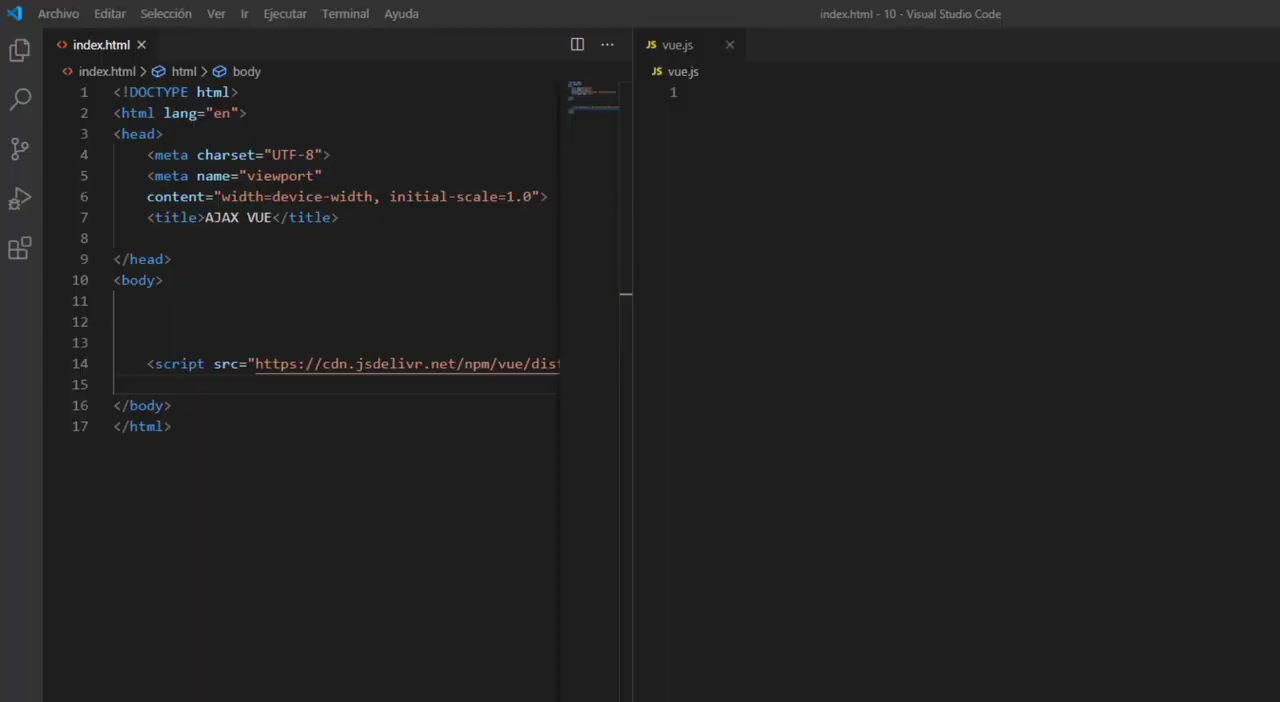 Archivo Editar Selección Ver Ir Ejecutar Terminal Ayuda index.html - 10 - Visual Studio Code
index.html
JS vue.js
index.html > html > body
JS vue.js
1 <!DOCTYPE html>
2 <html lang="en">
3 <head>
4 <meta charset="UTF-8">
5 <meta name="viewport"
6 content="width=device-width, initial-scale=1.0">
7 <title>AJAX VUE</title>
8
9 </head>
10 <body>
11
12
13
14 <script src="https://cdn.jsdelivr.net/npm/vue/dist
15
16 </body>
17 </html>
1